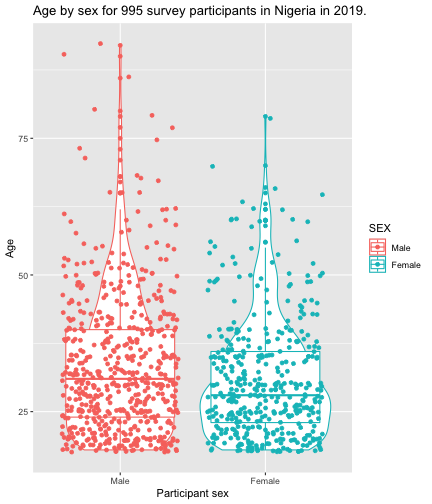 Age by sex for 995 survey participants in Nigeria in 2019.
75
50
25
Age
Male
Female
Participant sex
SEX
Male
Female